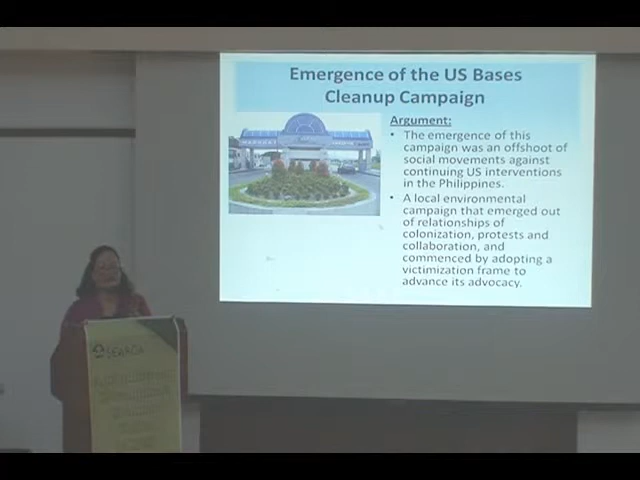 Emergence of the US Bases
Cleanup Campaign
Argument:
• The emergence of this
campaign was an offshoot of
social movements against
continuing US interventions
in the Philippines.
• A local environmental
campaign that emerged out
of relationships of
colonization, protests and
collaboration, and
commenced by adopting a
victimization frame to
advance its advocacy.
SEARCA